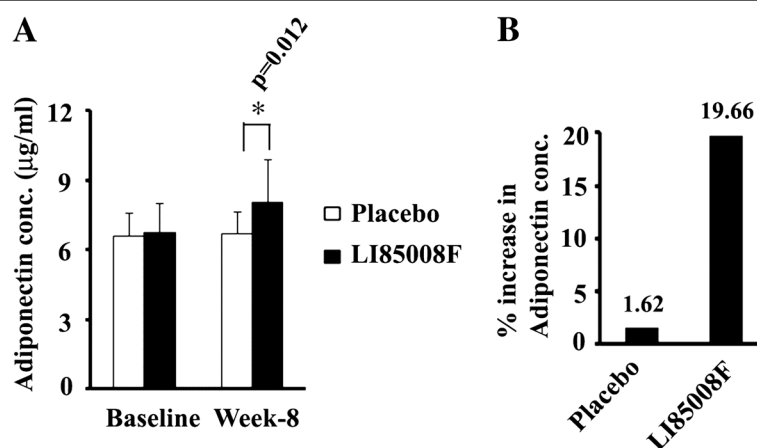 A
p=0.012
*
Adiponectin conc. (µg/ml)
12
9
6
3
0
Baseline Week-8
Placebo
LI85008F
B
% increase in
Adiponectin conc.
20
15
10
5
0
1.62
19.66
Placebo
LI85008F